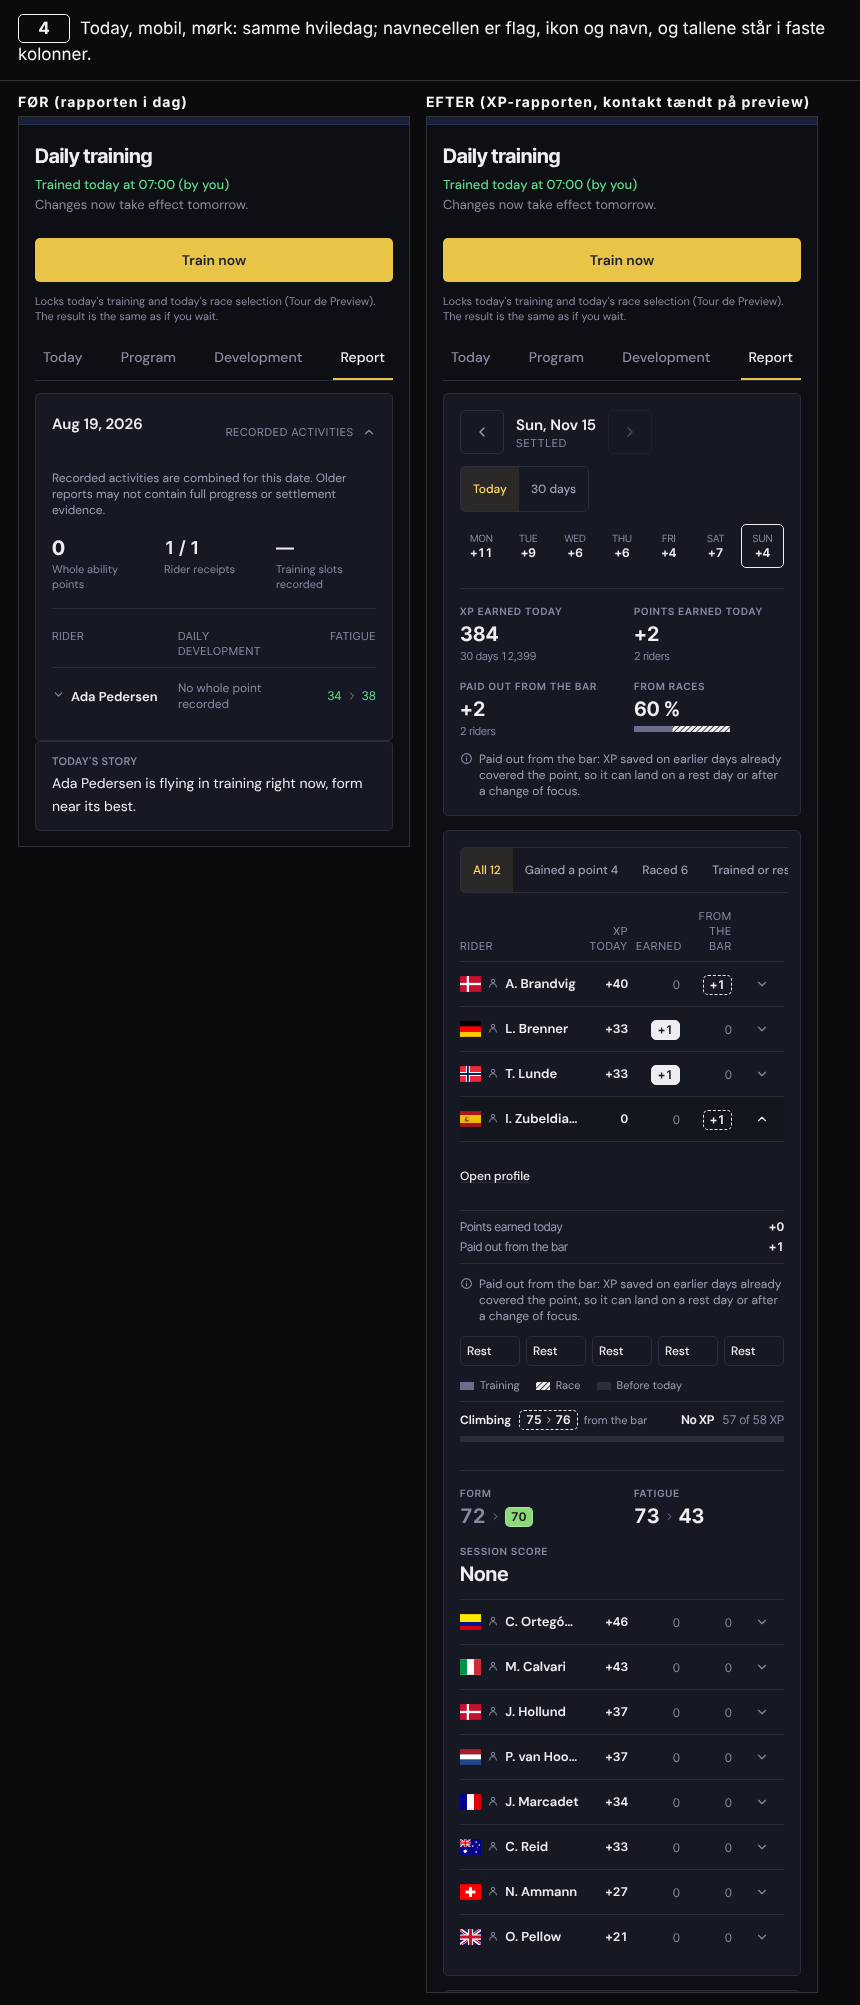 4 Today, mobil, mørk: samme hviledag; navnecellen er flag, ikon og navn, og tallene står i faste
kolonner.
FØR (rapporten i dag)
Daily training
Trained today at 07:00 (by you)
Changes now take effect tomorrow.
Train now
Locks today's training and today's race selection (Tour de Preview).
The result is the same as if you wait.
Today Program Development Report
Aug 19, 2026
RECORDED ACTIVITIES
Recorded activities are combined for this date. Older
reports may not contain full progress or settlement
evidence.
0 1 / 1 —
Whole ability points Rider receipts Training slots recorded
RIDER DAILY DEVELOPMENT FATIGUE
Ada Pedersen No whole point recorded 34 > 38
TODAY'S STORY
Ada Pedersen is flying in training right now, form
near its best.
EFTER (XP-rapporten, kontakt tændt på preview)
Daily training
Trained today at 07:00 (by you)
Changes now take effect tomorrow.
Train now
Locks today's training and today's race selection (Tour de Preview).
The result is the same as if you wait.
Today Program Development Report
Sun, Nov 15
SETTLED
Today 30 days
MON TUE WED THU FRI SAT SUN
+11 +9 +6 +6 +4 +7 +4
XP EARNED TODAY POINTS EARNED TODAY
384 +2
30 days 12,399 2 riders
PAID OUT FROM THE BAR FROM RACES
+2 60 %
2 riders
Paid out from the bar: XP saved on earlier days already
covered the point, so it can land on a rest day or after
a change of focus.
All 12 Gained a point 4 Raced 6 Trained or res
RIDER XP TODAY EARNED FROM THE BAR
A. Brandvig +40 0 +1
L. Brenner +33 +1 0
T. Lunde +33 +1 0
I. Zubeldia... 0 0 +1
Open profile
Points earned today +0
Paid out from the bar +1
Paid out from the bar: XP saved on earlier days already
covered the point, so it can land on a rest day or after
a change of focus.
Rest Rest Rest Rest Rest
Training Race Before today
Climbing 75 > 76 from the bar No XP 57 of 58 XP
FORM FATIGUE
72 > 70 73 > 43
SESSION SCORE
None
C. Ortegó... +46 0 0
M. Calvari +43 0 0
J. Hollund +37 0 0
P. van Hoo... +37 0 0
J. Marcadet +34 0 0
C. Reid +33 0 0
N. Ammann +27 0 0
O. Pellow +21 0 0